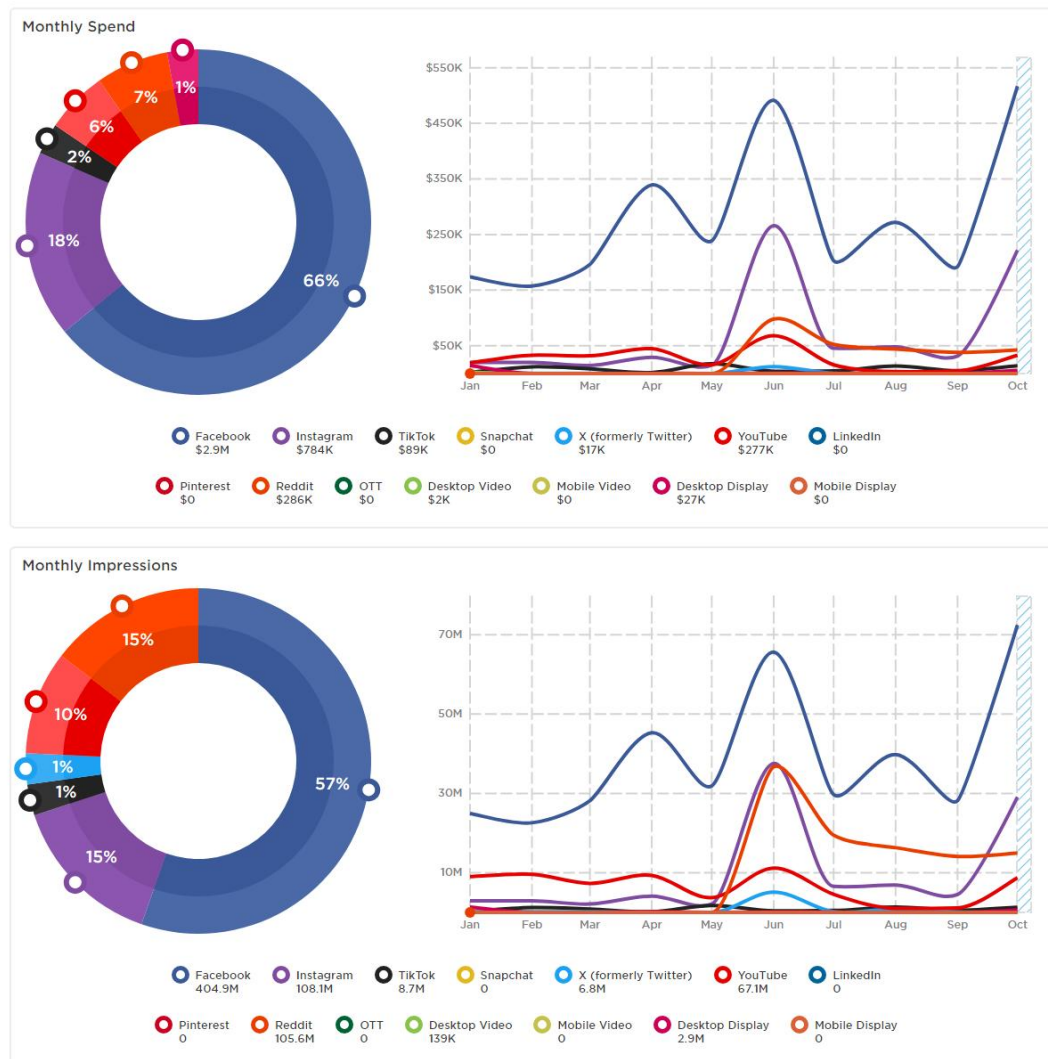 Monthly Spend
1%
7%
6%
2%
18%
66%
$550K
$450K
$350K
$250K
$150K
$50K
Jan Feb Mar Apr May Jun Jul Aug Sep Oct
Facebook Instagram TikTok Snapchat X (formerly Twitter) YouTube LinkedIn
$2.9M $784K $89K $0 $17K $277K $0
Pinterest Reddit OTT Desktop Video Mobile Video Desktop Display Mobile Display
$0 $286K $0 $2K $0 $27K $0
Monthly Impressions
15%
10%
1%
1%
15%
57%
70M
50M
30M
10M
Jan Feb Mar Apr May Jun Jul Aug Sep Oct
Facebook Instagram TikTok Snapchat X (formerly Twitter) YouTube LinkedIn
404.9M 108.1M 8.7M 0 6.8M 67.1M 0
Pinterest Reddit OTT Desktop Video Mobile Video Desktop Display Mobile Display
0 105.6M 0 139K 0 2.9M 0